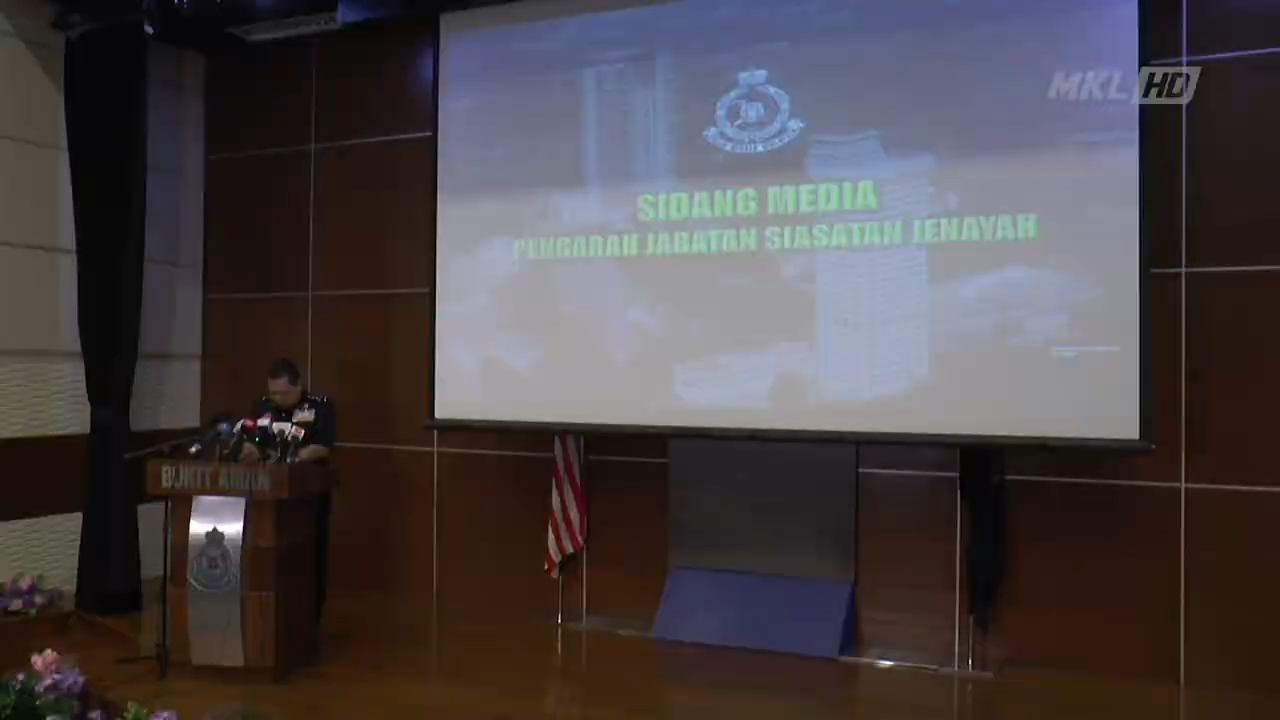 MKL HD
SIDANG MEDIA
PENGARAH JABATAN SIASATAN JENAYAH
BUKIT AMAN